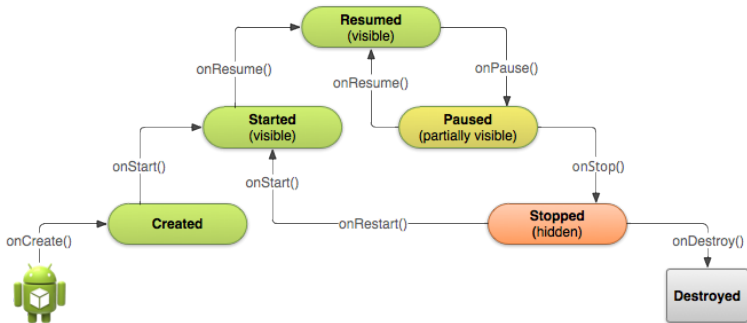 Resumed
(visible)
onResume()
onResume()
onPause()
Started
(visible)
Paused
(partially visible)
onStart()
onStart()
onStop()
Created
Stopped
(hidden)
onCreate()
onRestart()
onDestroy()
Destroyed